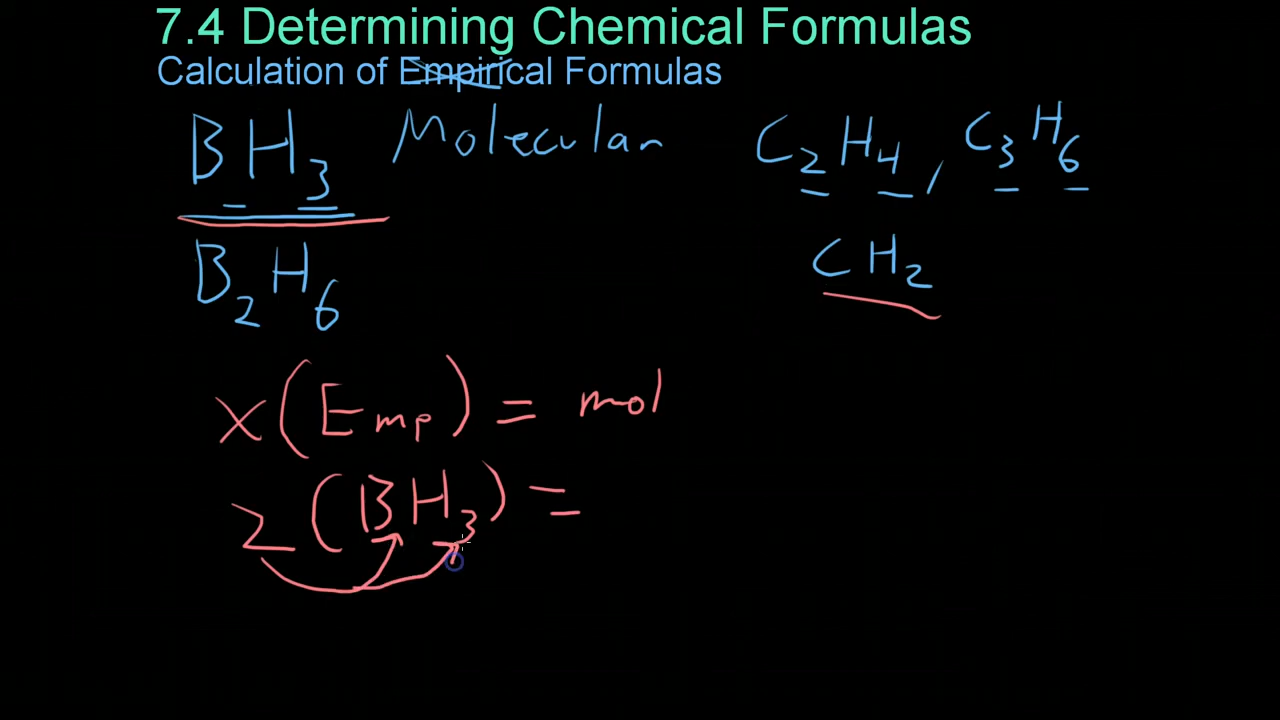 7.4 Determining Chemical Formulas
Calculation of Empirical Formulas
BH₃ Molecular C₂H₄, C₃H₆
B₂H₆ CH₂
x(Emp) = mol
2(BH₃) =